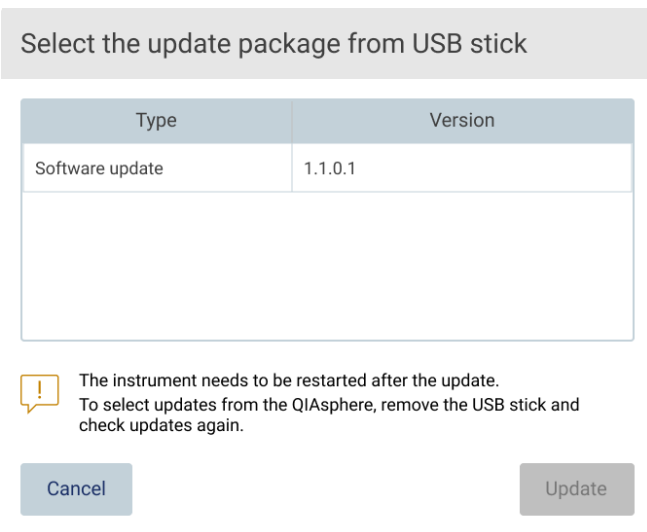 Select the update package from USB stick
Type Version
Software update 1.1.0.1
!
The instrument needs to be restarted after the update.
To select updates from the QIAsphere, remove the USB stick and
check updates again.
Cancel Update